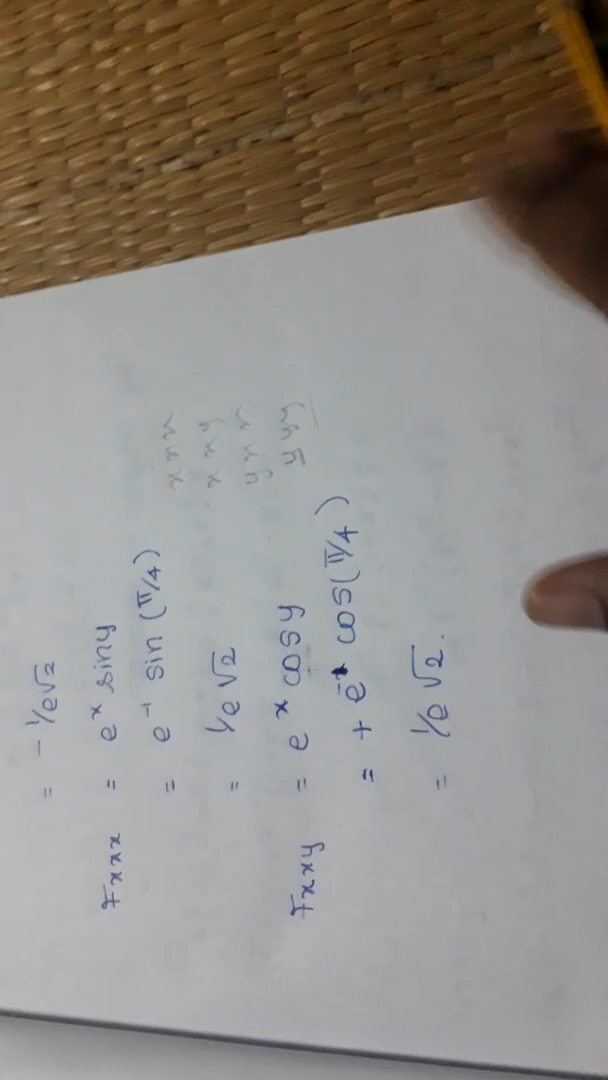 = - 1/e√2
Fxxx = e^x siny
= e^-1 sin (π/4)
= 1/e √2
Fxxy = e^x cosy
= + e^-1 cos(π/4)
= 1/e √2.
xxx
xxy
yxx
yyy